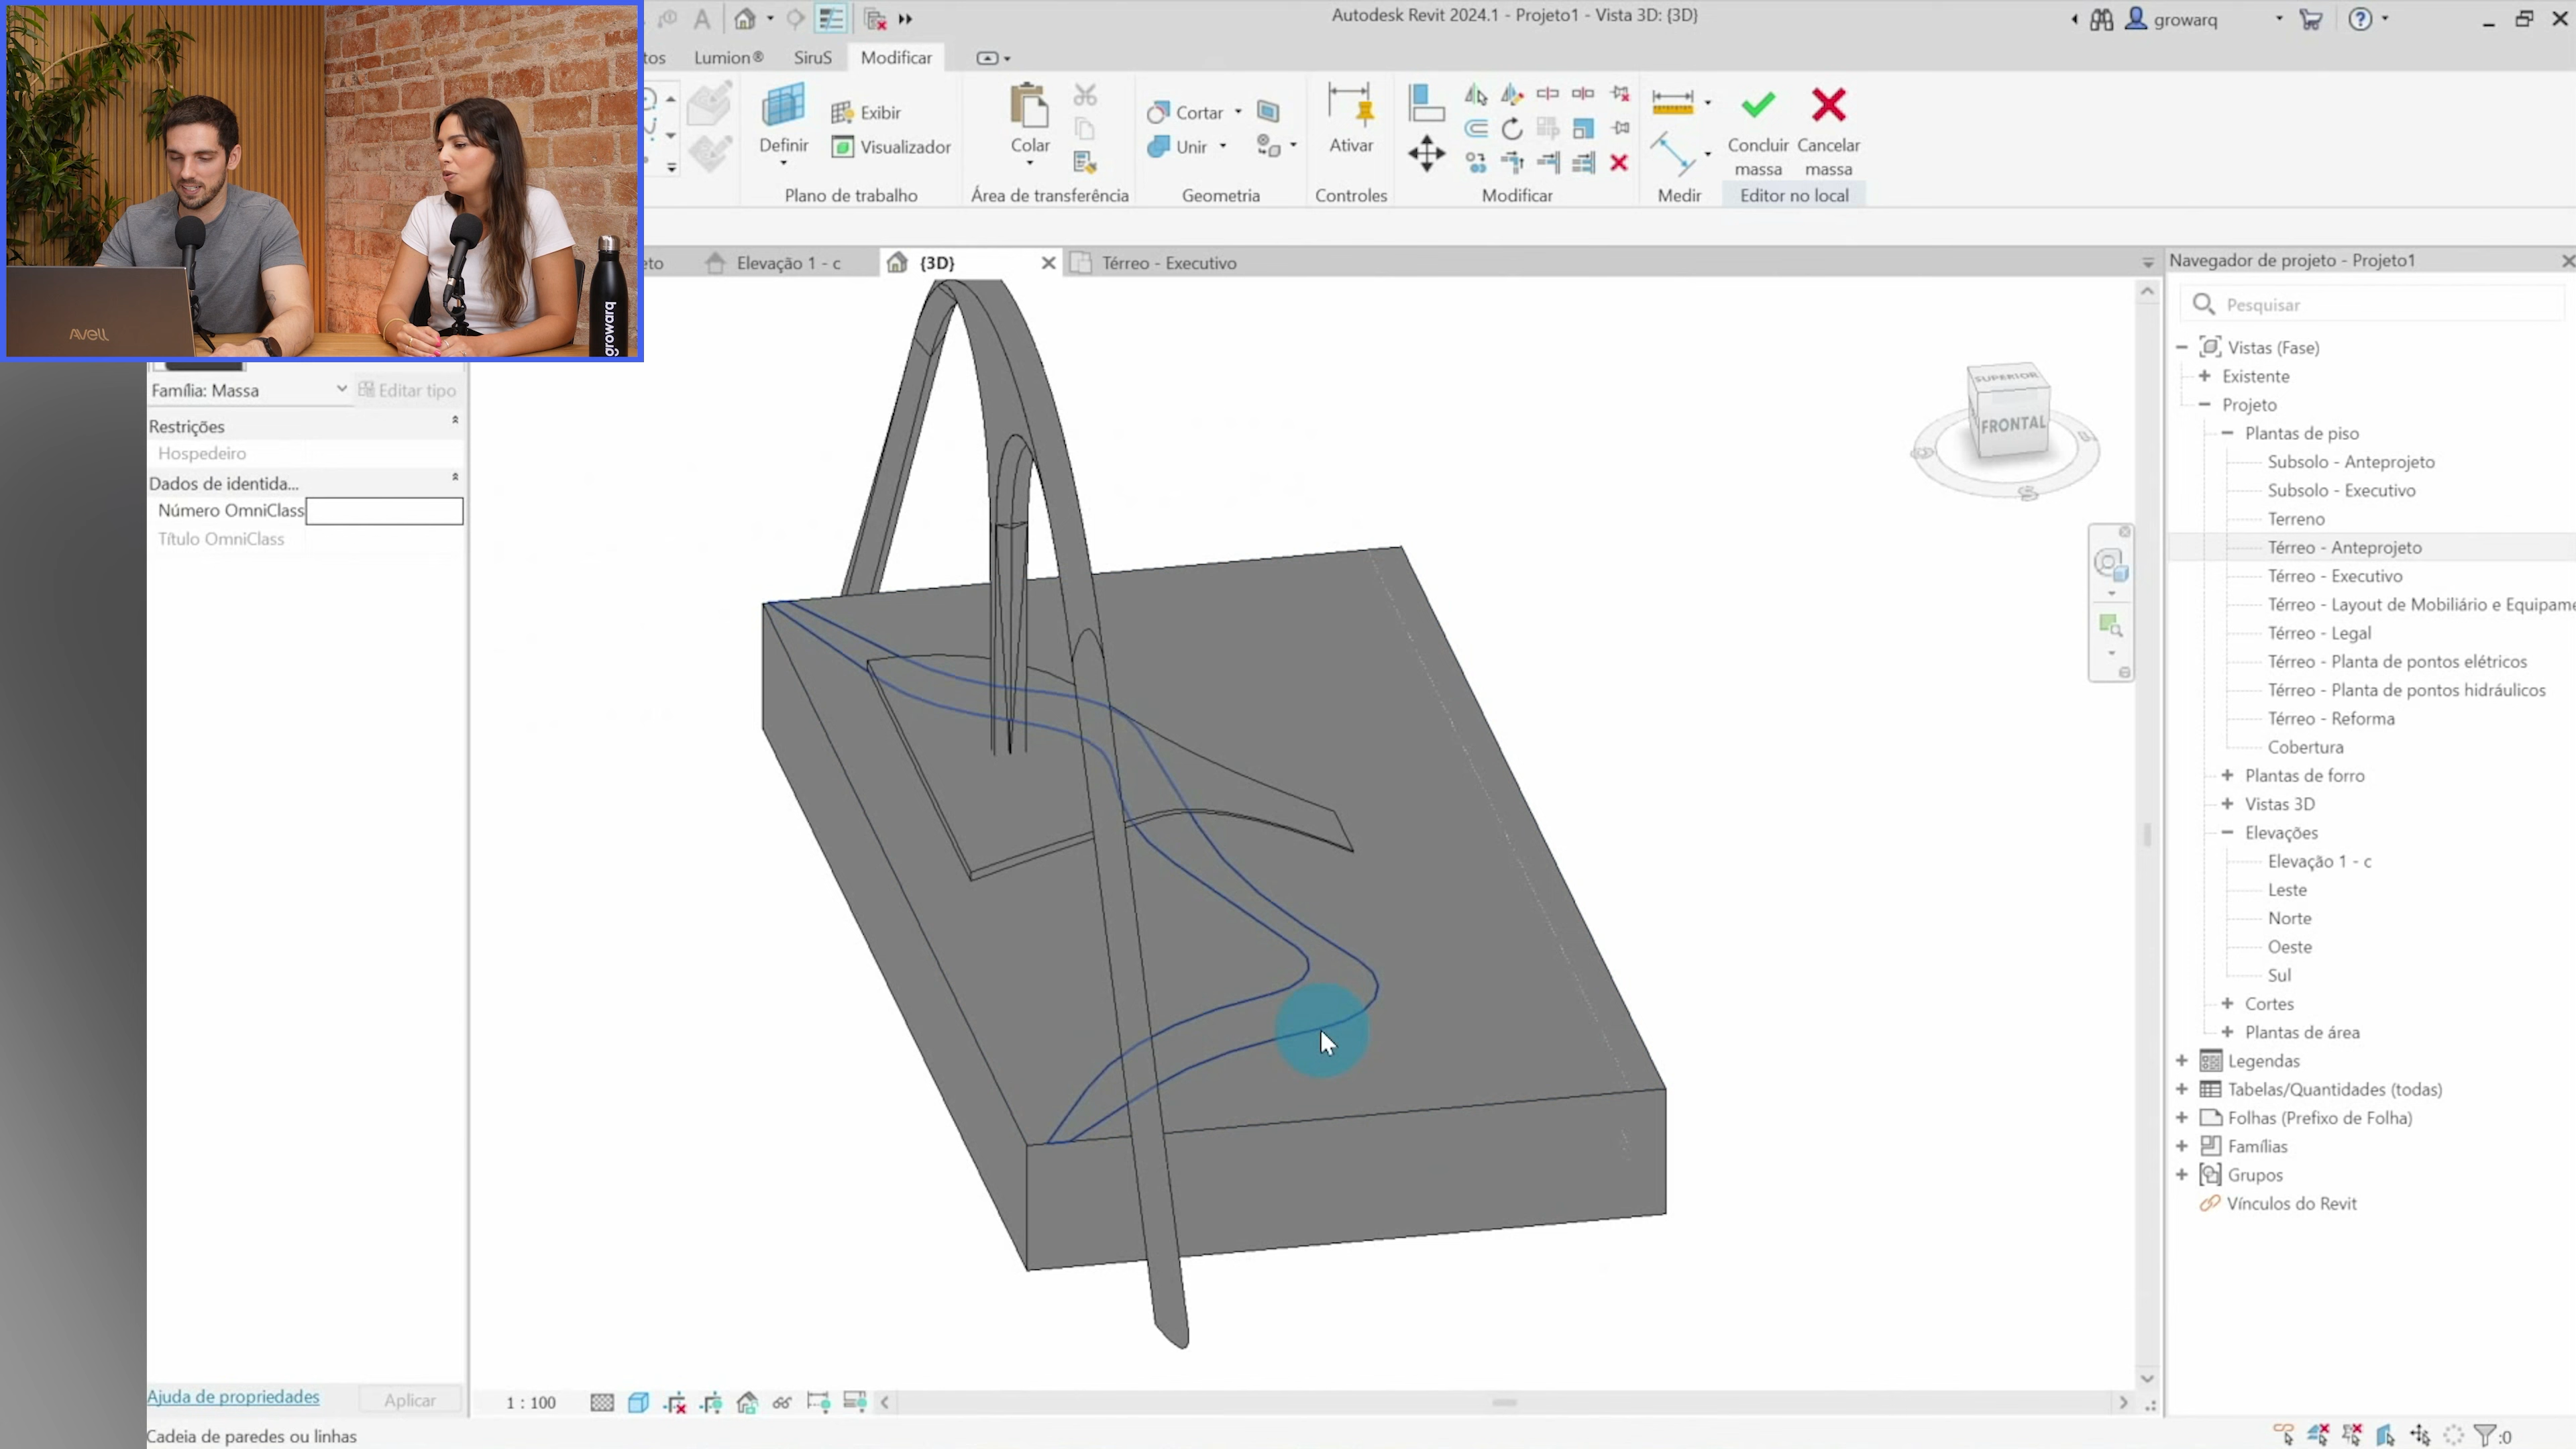 Autodesk Revit 2024.1 - Projeto1 - Vista 3D: {3D}
growarq
tos
Lumion®
SiruS
Modificar
Definir
Exibir
Visualizador
Plano de trabalho
Colar
Área de transferência
Cortar
Unir
Geometria
Ativar
Controles
Modificar
Medir
Concluir massa
Cancelar massa
Editor no local
eto
Elevação 1 - c
{3D}
Térreo - Executivo
AVELL
growarq
Família: Massa
Editar tipo
Restrições
Hospedeiro
Dados de identida...
Número OmniClass
Título OmniClass
SUPERIOR
FRONTAL
S
Navegador de projeto - Projeto1
Pesquisar
Vistas (Fase)
Existente
Projeto
Plantas de piso
Subsolo - Anteprojeto
Subsolo - Executivo
Terreno
Térreo - Anteprojeto
Térreo - Executivo
Térreo - Layout de Mobiliário e Equipame
Térreo - Legal
Térreo - Planta de pontos elétricos
Térreo - Planta de pontos hidráulicos
Térreo - Reforma
Cobertura
Plantas de forro
Vistas 3D
Elevações
Elevação 1 - c
Leste
Norte
Oeste
Sul
Cortes
Plantas de área
Legendas
Tabelas/Quantidades (todas)
Folhas (Prefixo de Folha)
Famílias
Grupos
Vínculos do Revit
Ajuda de propriedades
Aplicar
1 : 100
Cadeia de paredes ou linhas
:0